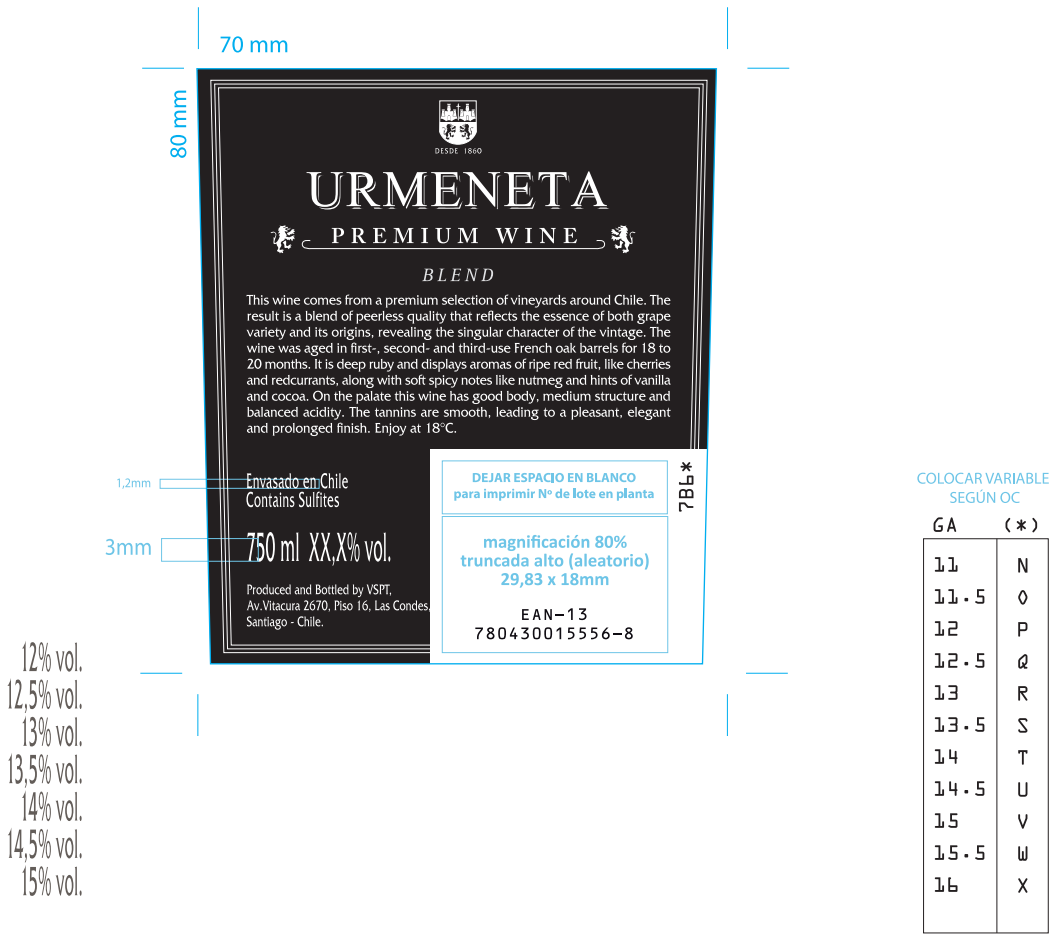 70 mm
80 mm
DESDE 1860
URMENETA
PREMIUM WINE
BLEND
This wine comes from a premium selection of vineyards around Chile. The
result is a blend of peerless quality that reflects the essence of both grape
variety and its origins, revealing the singular character of the vintage. The
wine was aged in first-, second- and third-use French oak barrels for 18 to
20 months. It is deep ruby and displays aromas of ripe red fruit, like cherries
and redcurrants, along with soft spicy notes like nutmeg and hints of vanilla
and cocoa. On the palate this wine has good body, medium structure and
balanced acidity. The tannins are smooth, leading to a pleasant, elegant
and prolonged finish. Enjoy at 18°C.
1,2mm
Envasado en Chile
Contains Sulfites
3mm
750 ml XX,X% vol.
Produced and Bottled by VSPT,
Av.Vitacura 2670, Piso 16, Las Condes,
Santiago - Chile.
DEJAR ESPACIO EN BLANCO
para imprimir Nº de lote en planta
7B6*
magnificación 80%
truncada alto (aleatorio)
29,83 x 18mm
EAN-13
780430015556-8
12% vol.
12,5% vol.
13% vol.
13,5% vol.
14% vol.
14,5% vol.
15% vol.
COLOCAR VARIABLE
SEGÚN OC
GA (*)
11 N
11.5 O
12 P
12.5 Q
13 R
13.5 S
14 T
14.5 U
15 V
15.5 W
16 X